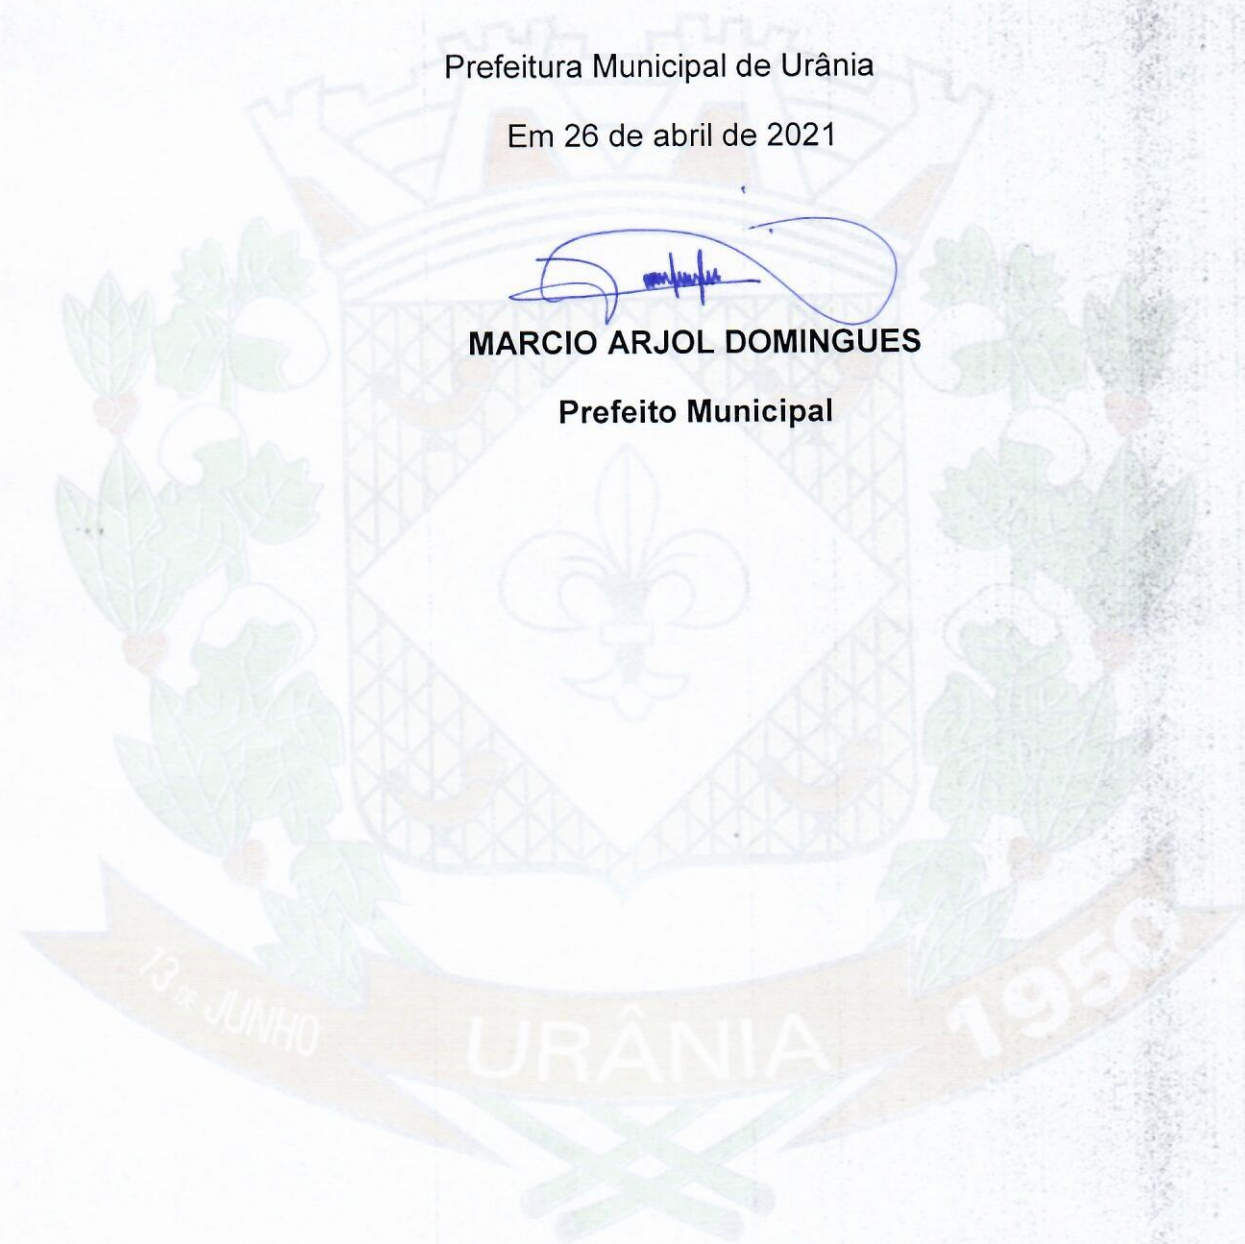 Prefeitura Municipal de Urânia
Em 26 de abril de 2021
MARCIO ARJOL DOMINGUES
Prefeito Municipal
13 DE JUNHO
URÂNIA
1950